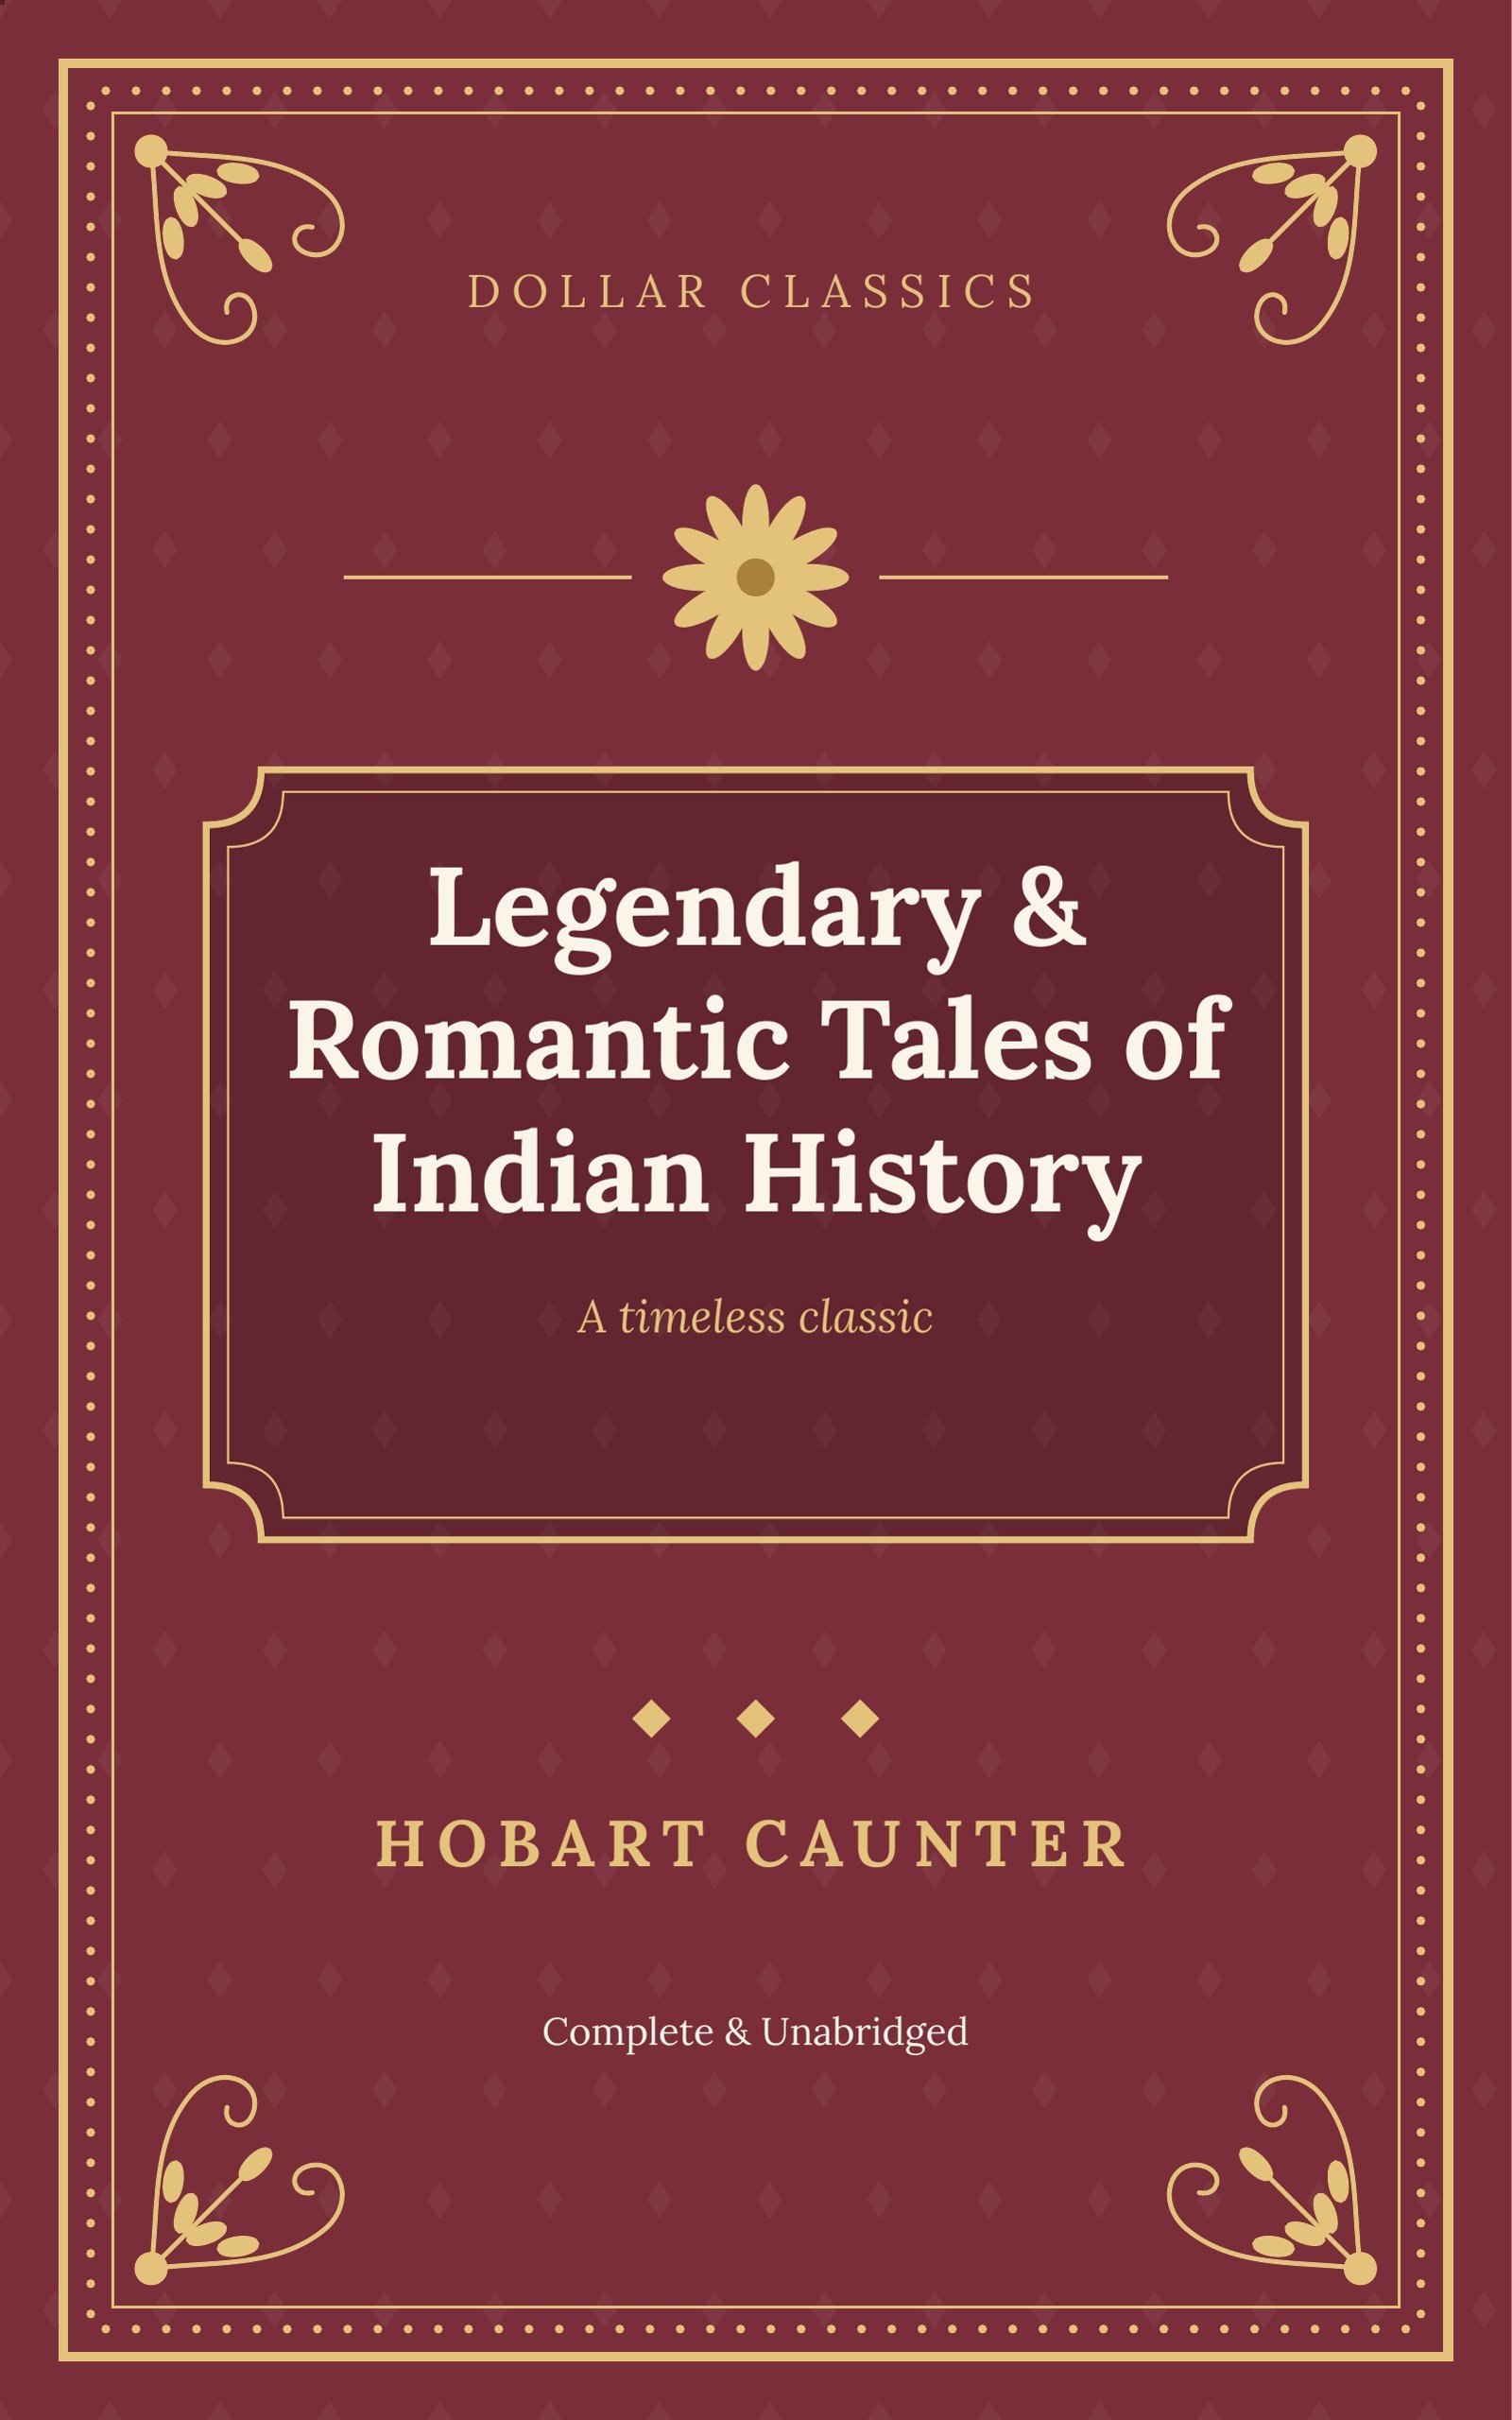 DOLLAR CLASSICS
Legendary &
Romantic Tales of
Indian History
A timeless classic
HOBART CAUNTER
Complete & Unabridged